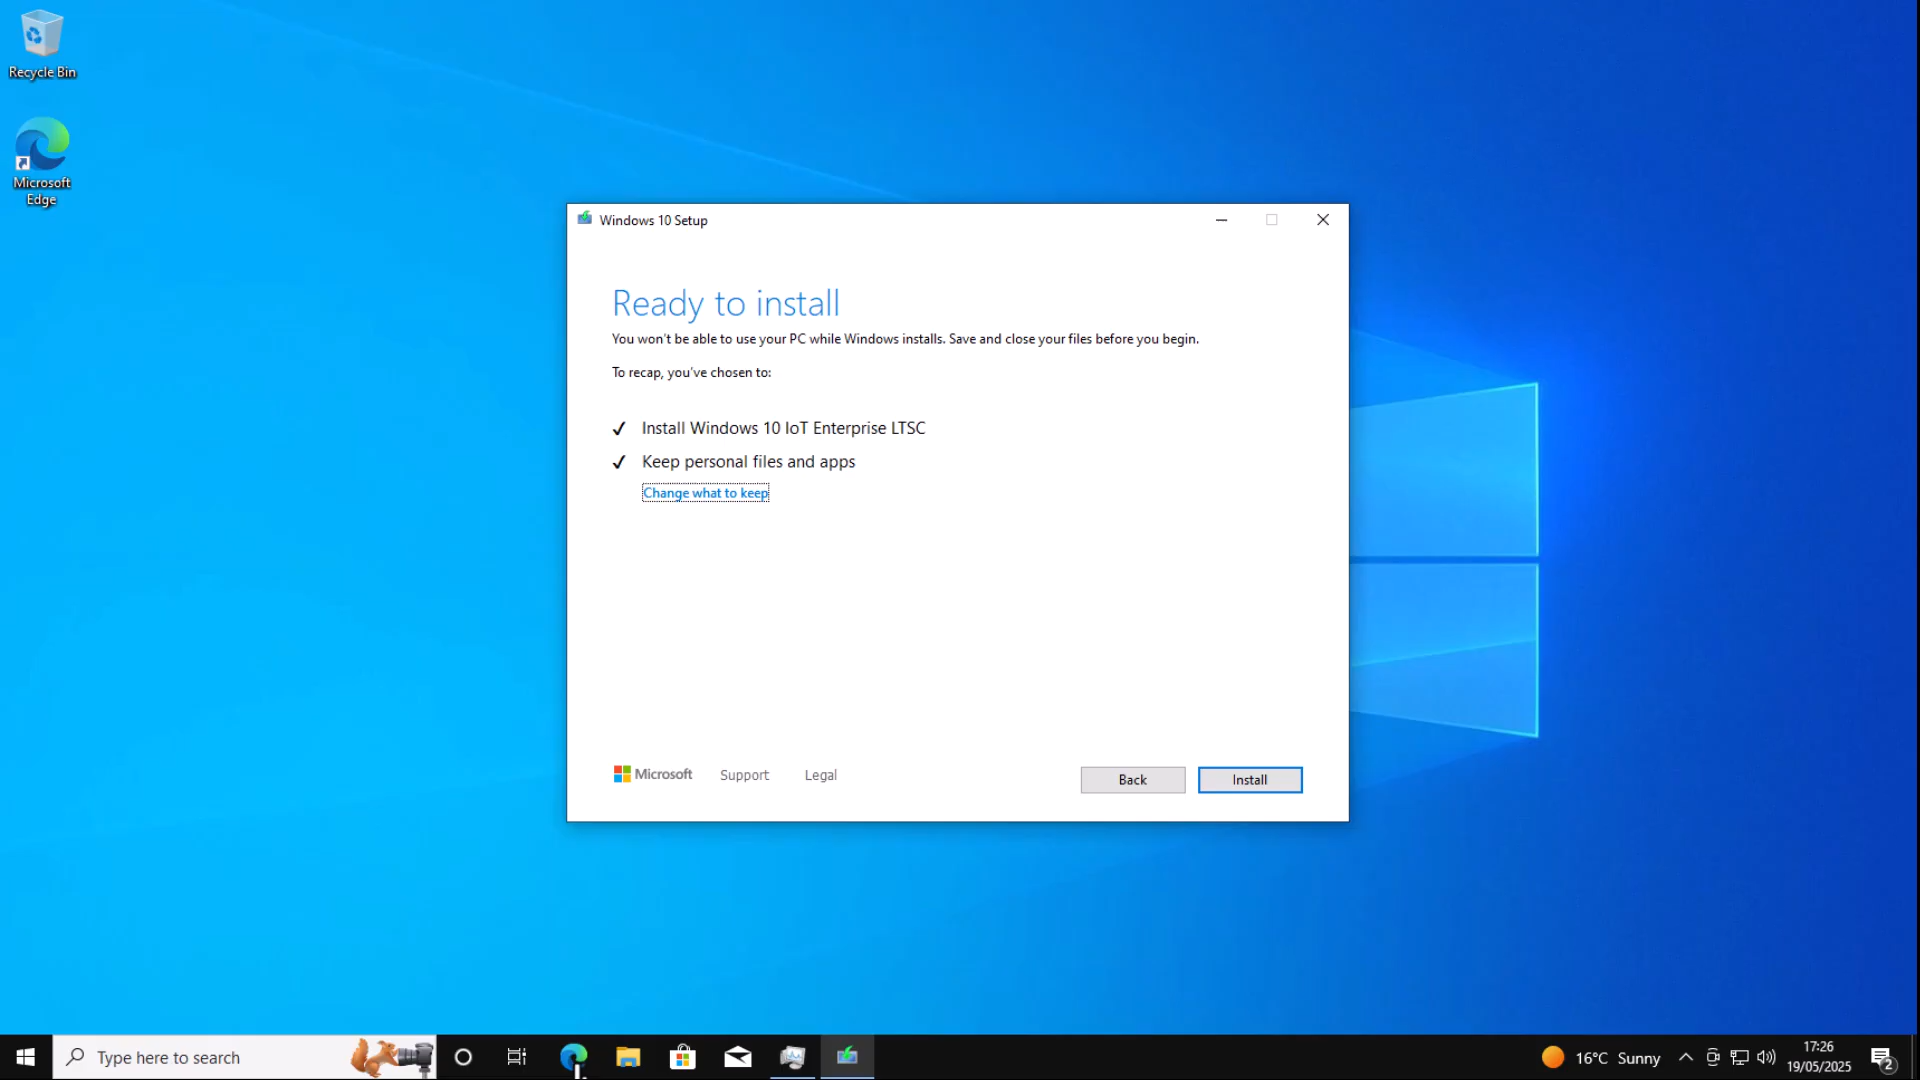 Recycle Bin
Microsoft
Edge
Windows 10 Setup
Ready to install
You won't be able to use your PC while Windows installs. Save and close your files before you begin.
To recap, you've chosen to:
Install Windows 10 IoT Enterprise LTSC
Keep personal files and apps
Change what to keep
Microsoft
Support
Legal
Back
Install
Type here to search
16°C Sunny
17:26
19/05/2025
2